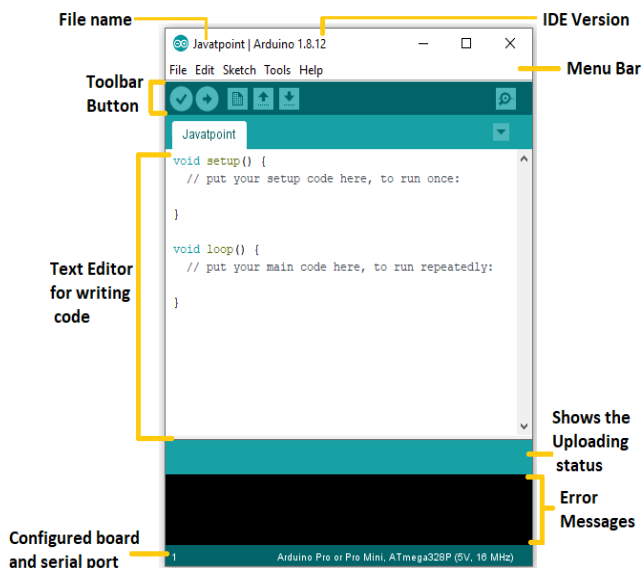 File name
IDE Version
Javatpoint | Arduino 1.8.12
File Edit Sketch Tools Help
Menu Bar
Toolbar
Button
Javatpoint
void setup() {
// put your setup code here, to run once:
}
void loop() {
// put your main code here, to run repeatedly:
}
Text Editor
for writing
code
Shows the
Uploading
status
Error
Messages
Configured board
and serial port
1
Arduino Pro or Pro Mini, ATmega328P (5V, 16 MHz)